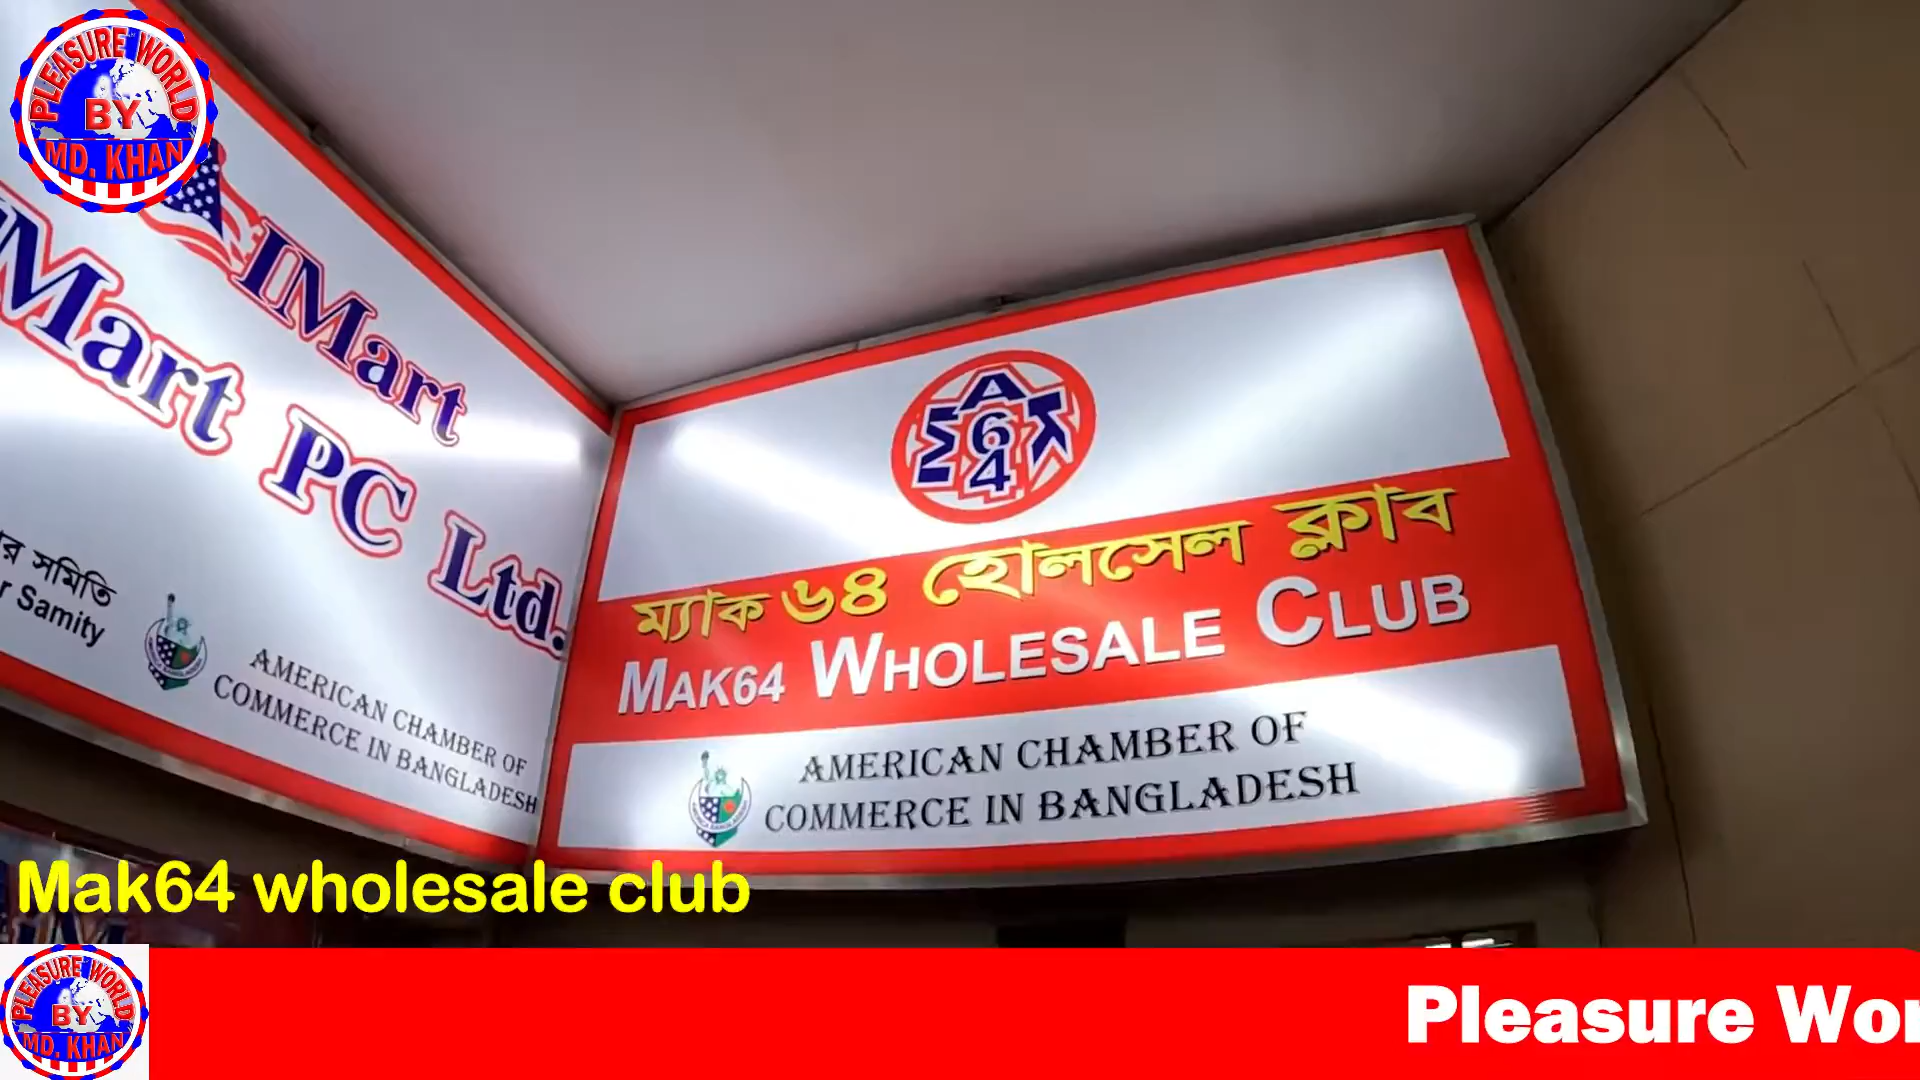 PLEASURE WORLD
BY
MD. KHAN
IMart
Mart PC Ltd.
সমিতি
Samity
AMERICAN CHAMBER OF
COMMERCE IN BANGLADESH
MAK
64
ম্যাক ৬৪ হোলসেল ক্লাব
MAK64 WHOLESALE CLUB
AMERICAN CHAMBER OF
COMMERCE IN BANGLADESH
Mak64 wholesale club
PLEASURE WORLD
BY
MD. KHAN
Pleasure Wor